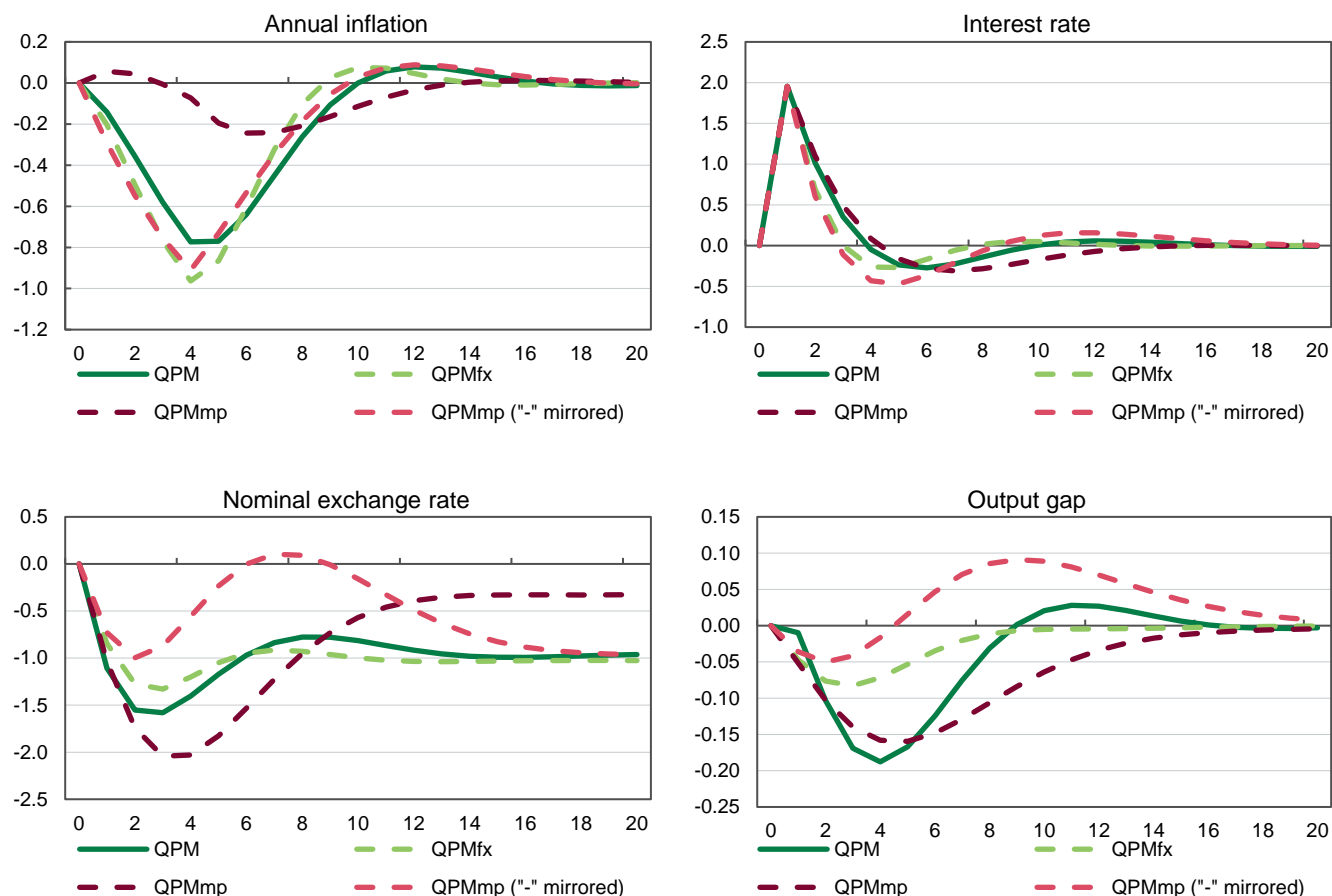 Annual inflation
0.2
0.0
-0.2
-0.4
-0.6
-0.8
-1.0
-1.2
0 2 4 6 8 10 12 14 16 18 20
QPM QPMfx
QPMmp QPMmp ("-" mirrored)
Interest rate
2.5
2.0
1.5
1.0
0.5
0.0
-0.5
-1.0
0 2 4 6 8 10 12 14 16 18 20
QPM QPMfx
QPMmp QPMmp ("-" mirrored)
Nominal exchange rate
0.5
0.0
-0.5
-1.0
-1.5
-2.0
-2.5
0 2 4 6 8 10 12 14 16 18 20
QPM QPMfx
QPMmp QPMmp ("-" mirrored)
Output gap
0.15
0.10
0.05
0.00
-0.05
-0.10
-0.15
-0.20
-0.25
0 2 4 6 8 10 12 14 16 18 20
QPM QPMfx
QPMmp QPMmp ("-" mirrored)